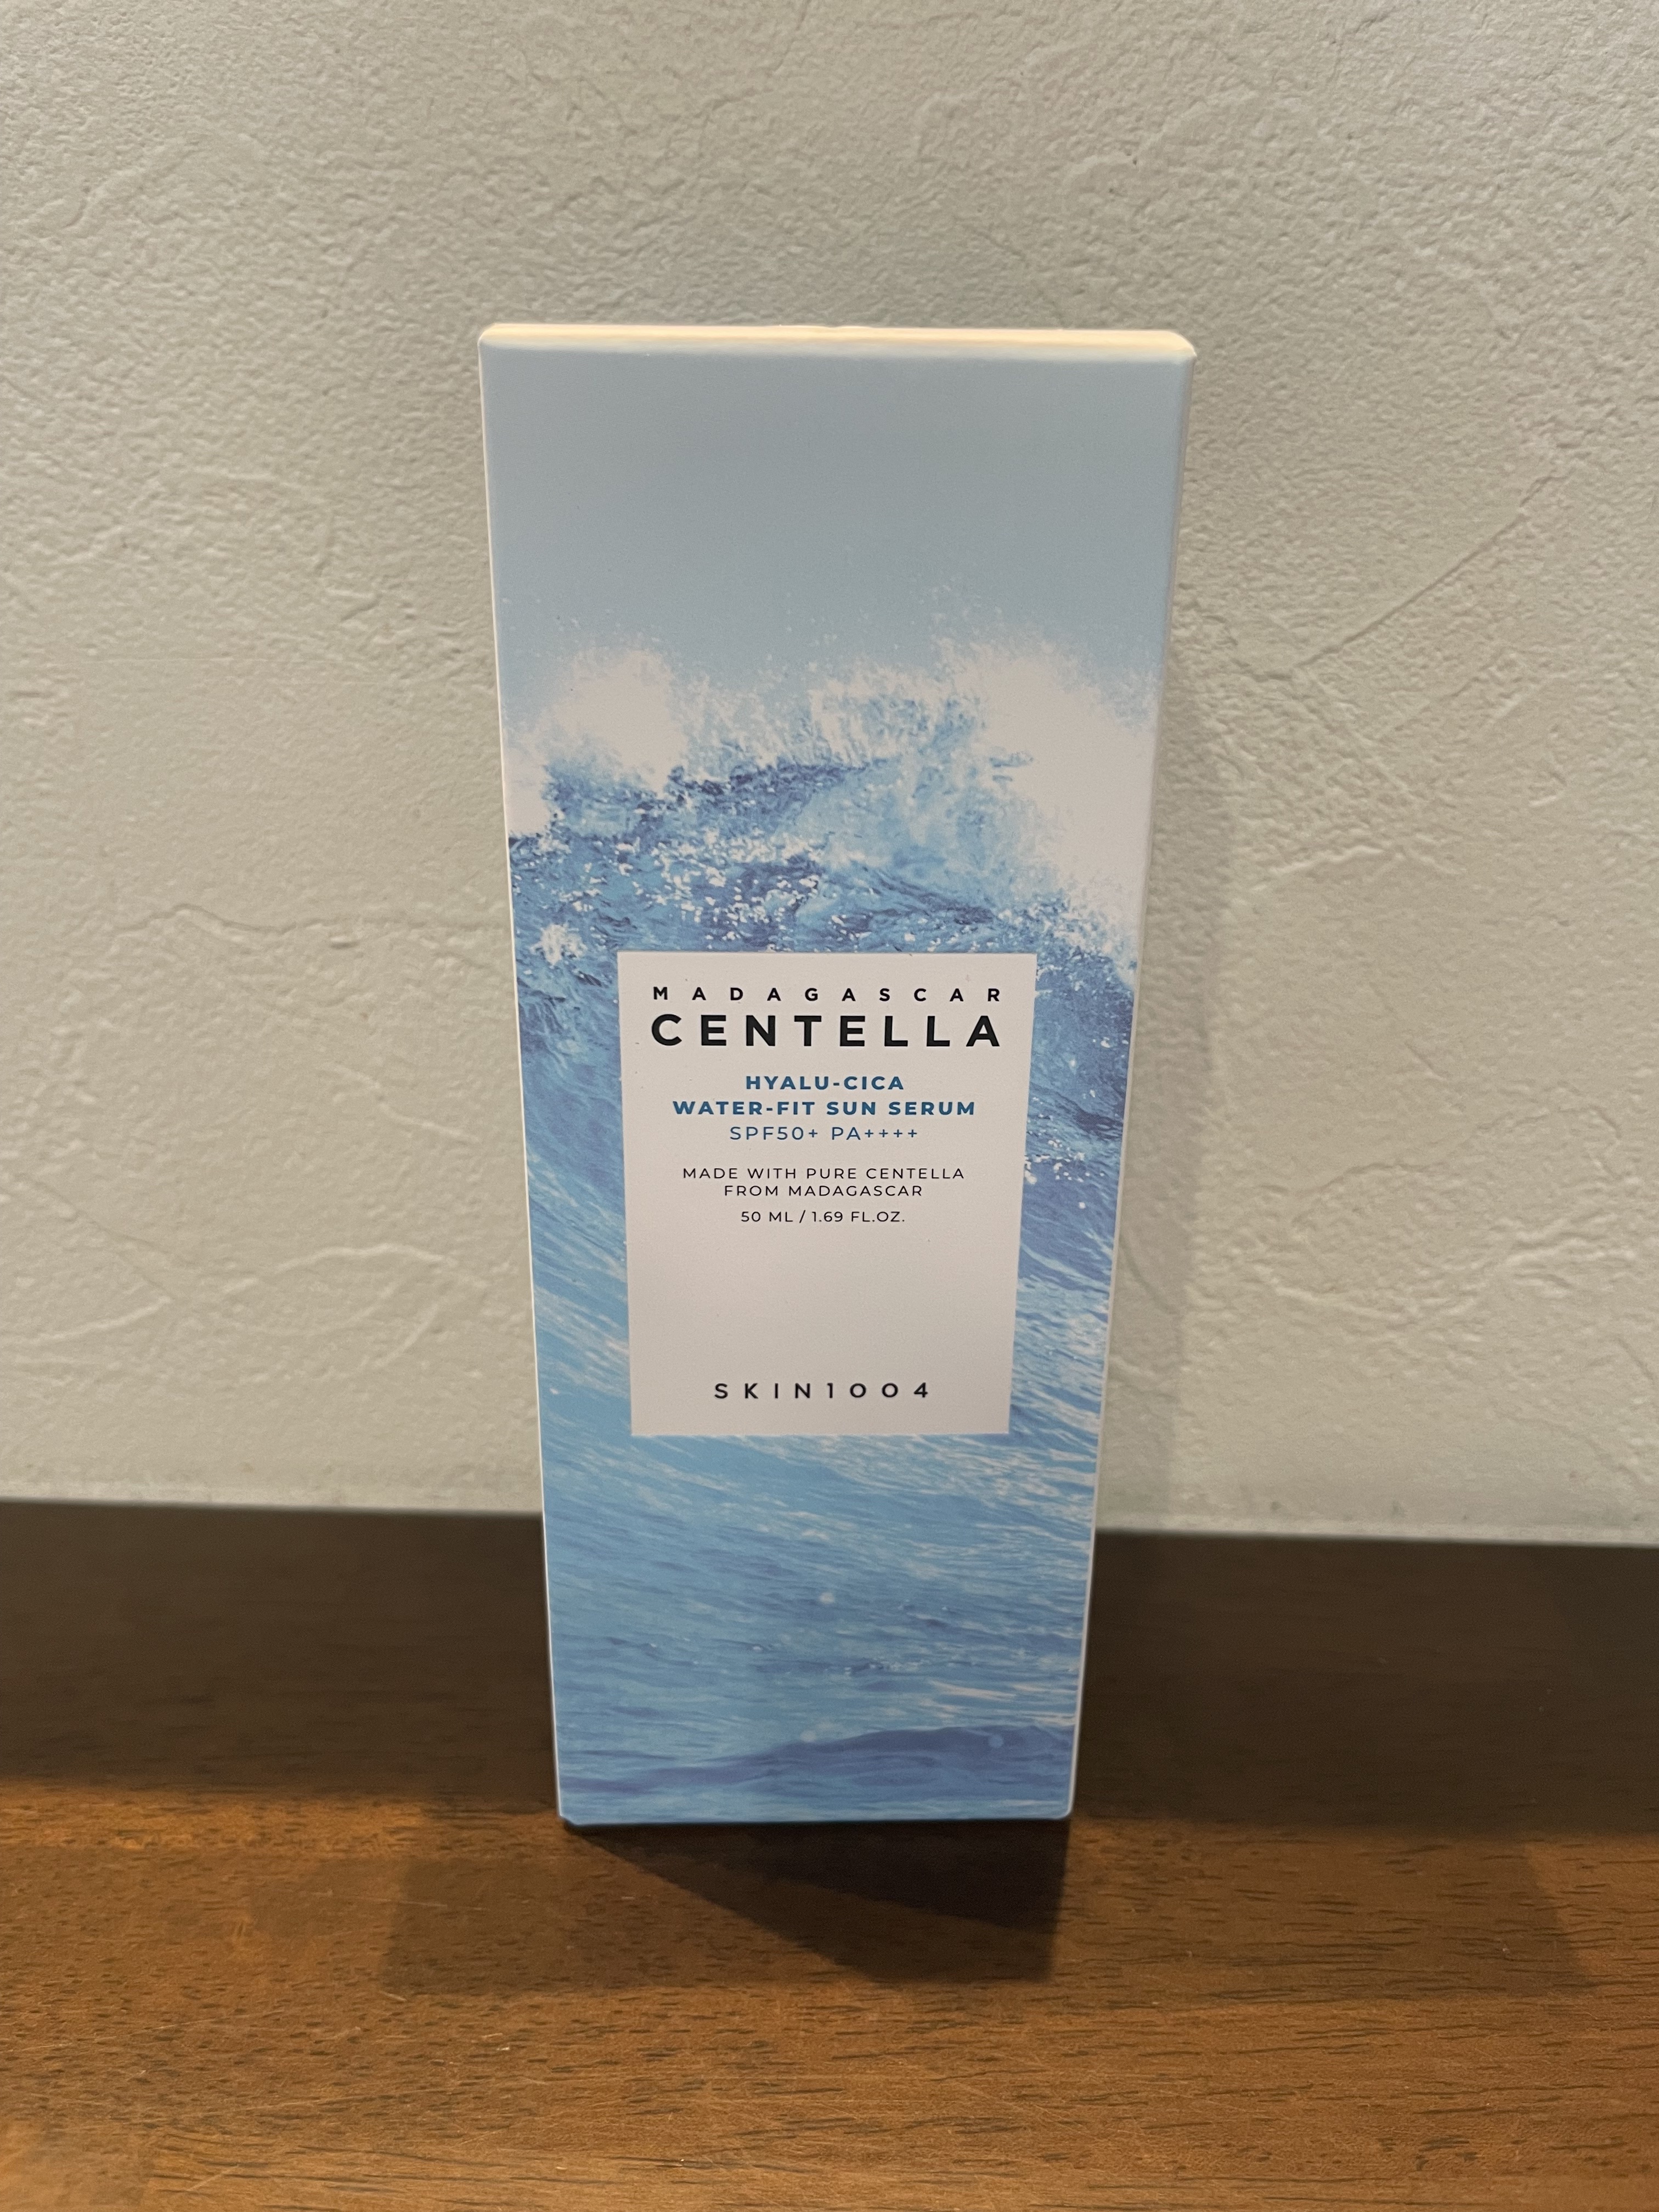 MADAGASCAR
CENTELLA
HYALU-CICA
WATER-FIT SUN SERUM
SPF50+ PA++++
MADE WITH PURE CENTELLA
FROM MADAGASCAR
50 ML / 1.69 FL.OZ.
SKIN1004